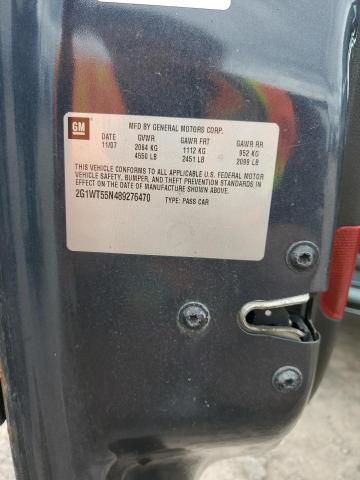 GM
MFD BY GENERAL MOTORS CORP.
DATE GVWR GAWR FRT GAWR RR
11/07 2064 KG 1112 KG 952 KG
4550 LB 2451 LB 2099 LB
THIS VEHICLE CONFORMS TO ALL APPLICABLE U.S. FEDERAL MOTOR
VEHICLE SAFETY, BUMPER, AND THEFT PREVENTION STANDARDS IN
EFFECT ON THE DATE OF MANUFACTURE SHOWN ABOVE.
2G1WT55N489276470 TYPE: PASS CAR